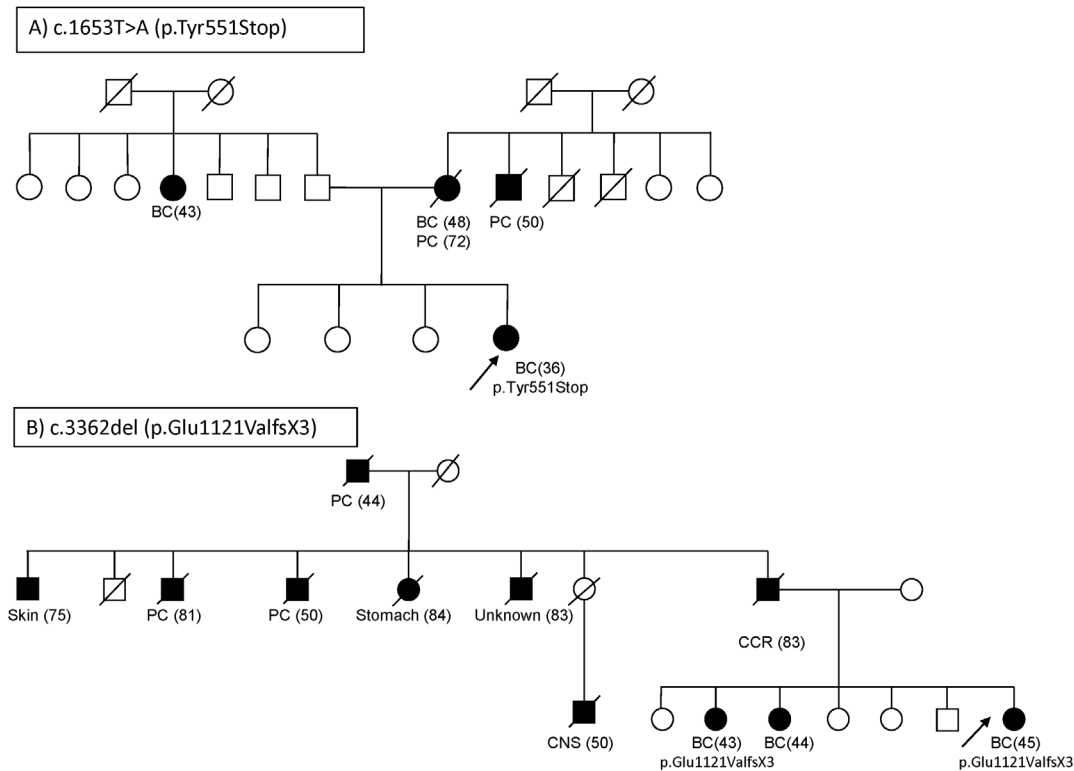 A) c.1653T>A (p.Tyr551Stop)
BC(43)
BC (48)
PC (72)
PC (50)
BC(36)
p.Tyr551Stop
B) c.3362del (p.Glu1121ValfsX3)
PC (44)
Skin (75)
PC (81)
PC (50)
Stomach (84)
Unknown (83)
CCR (83)
CNS (50)
BC(43)
p.Glu1121ValfsX3
BC(44)
BC(45)
p.Glu1121ValfsX3